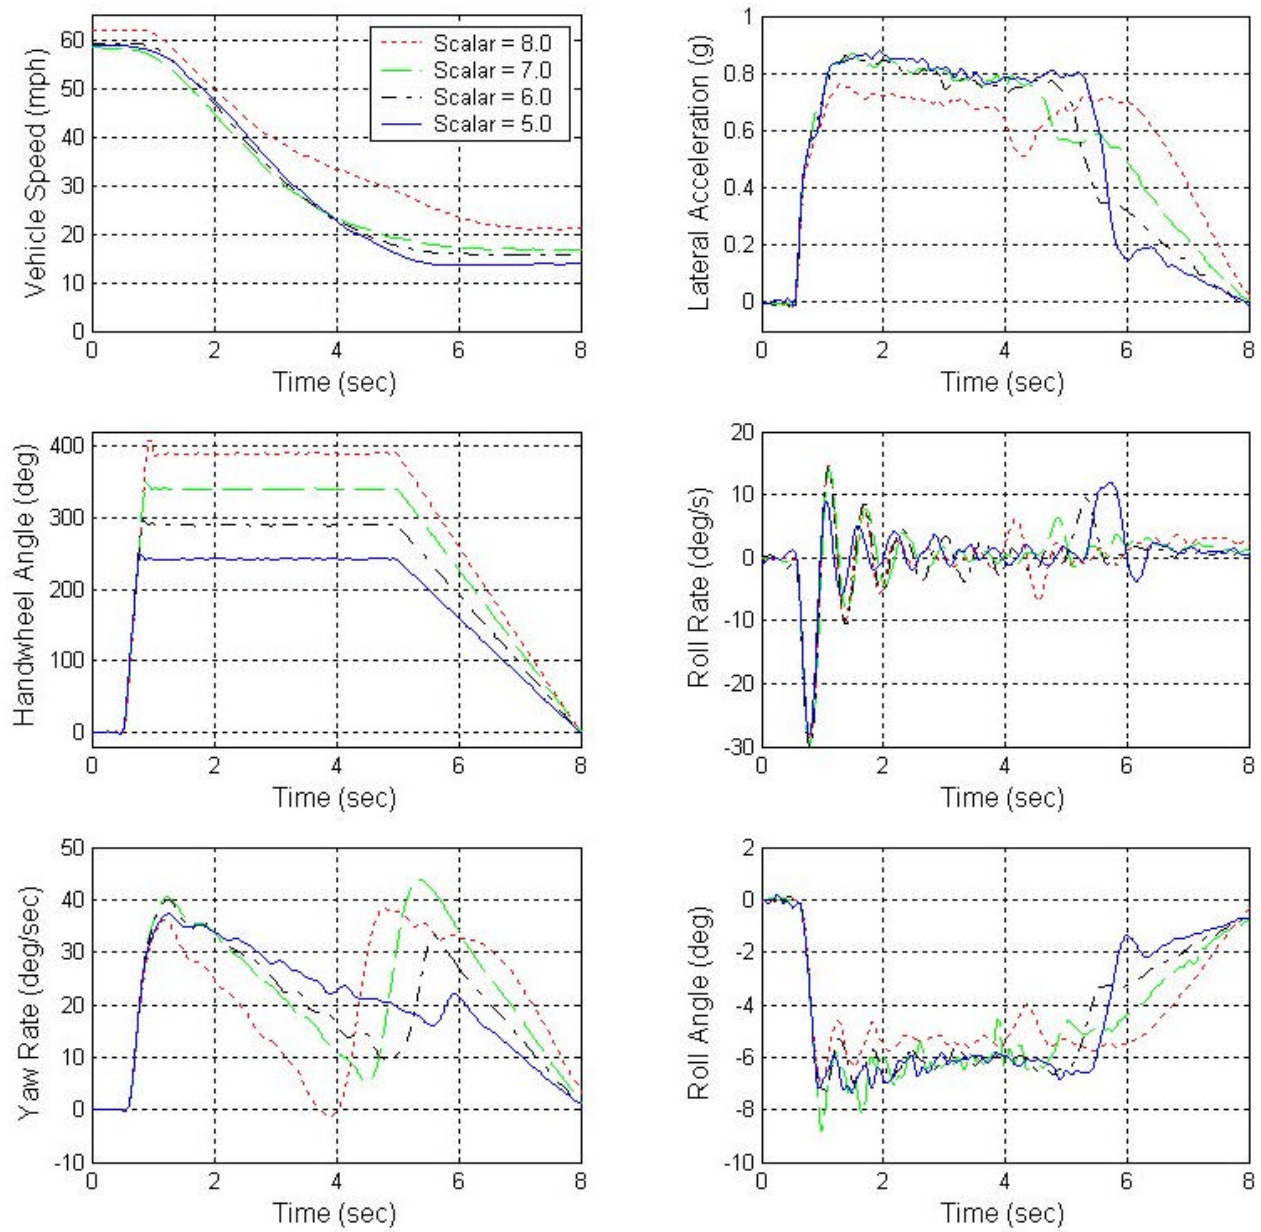 Vehicle Speed (mph)
60
50
40
30
20
10
0
0 2 4 6 8
Time (sec)
Scalar = 8.0
Scalar = 7.0
Scalar = 6.0
Scalar = 5.0
Lateral Acceleration (g)
1
0.8
0.6
0.4
0.2
0
0 2 4 6 8
Time (sec)
Handwheel Angle (deg)
400
300
200
100
0
0 2 4 6 8
Time (sec)
Roll Rate (deg/s)
20
10
0
-10
-20
-30
0 2 4 6 8
Time (sec)
Yaw Rate (deg/sec)
50
40
30
20
10
0
-10
0 2 4 6 8
Time (sec)
Roll Angle (deg)
2
0
-2
-4
-6
-8
-10
0 2 4 6 8
Time (sec)